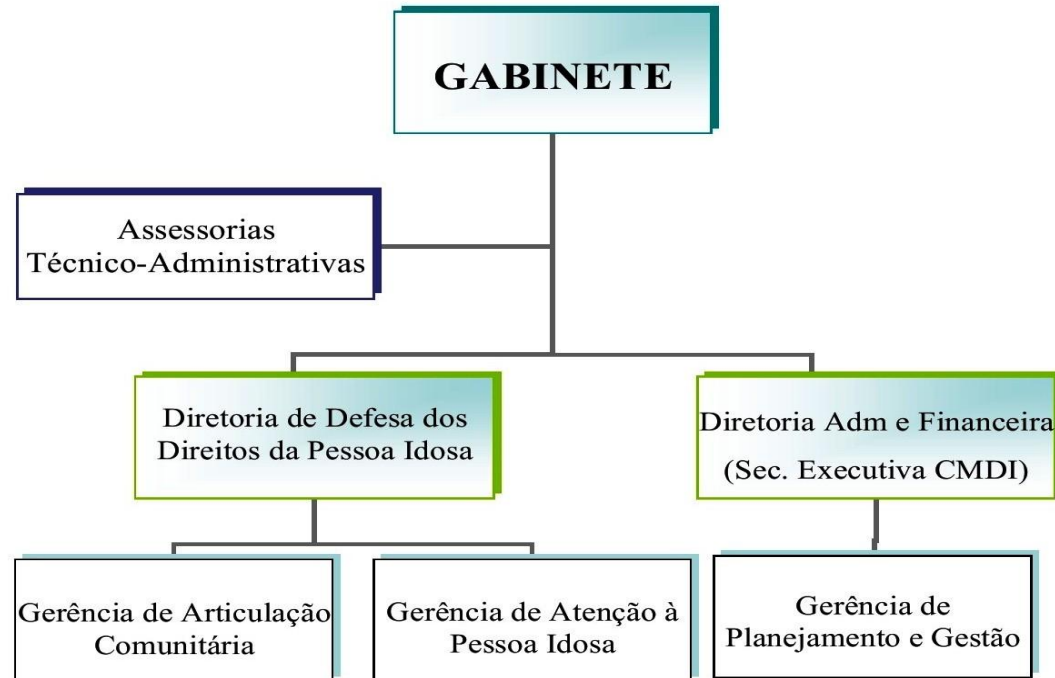 GABINETE
Assessorias
Técnico-Administrativas
Diretoria de Defesa dos
Direitos da Pessoa Idosa
Diretoria Adm e Financeira
(Sec. Executiva CMDI)
Gerência de Articulação
Comunitária
Gerência de Atenção à
Pessoa Idosa
Gerência de
Planejamento e Gestão